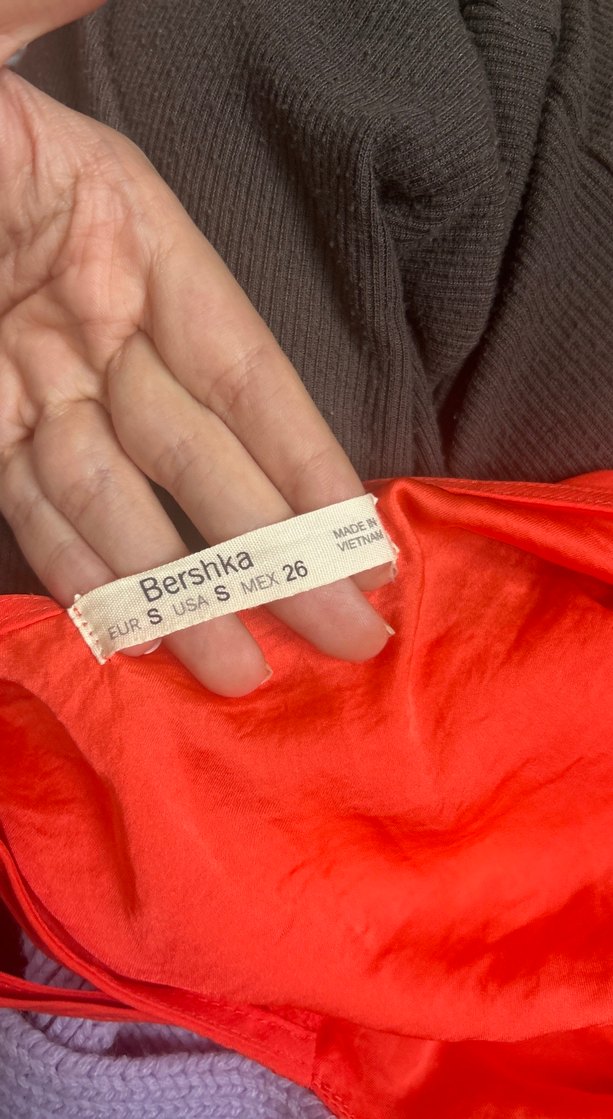 Bershka
EUR S USA S MEX 26
MADE IN
VIETNAM